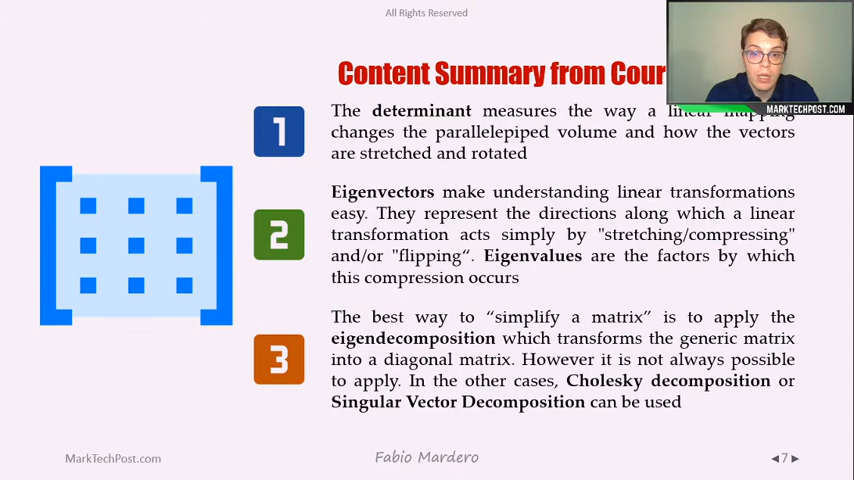 All Rights Reserved
Content Summary from Cour
MARKTECHPOST.COM
1
The determinant measures the way a linear mapping
changes the parallelepiped volume and how the vectors
are stretched and rotated
2
Eigenvectors make understanding linear transformations
easy. They represent the directions along which a linear
transformation acts simply by "stretching/compressing"
and/or "flipping“. Eigenvalues are the factors by which
this compression occurs
3
The best way to “simplify a matrix” is to apply the
eigendecomposition which transforms the generic matrix
into a diagonal matrix. However it is not always possible
to apply. In the other cases, Cholesky decomposition or
Singular Vector Decomposition can be used
MarkTechPost.com
Fabio Mardero
◄7►